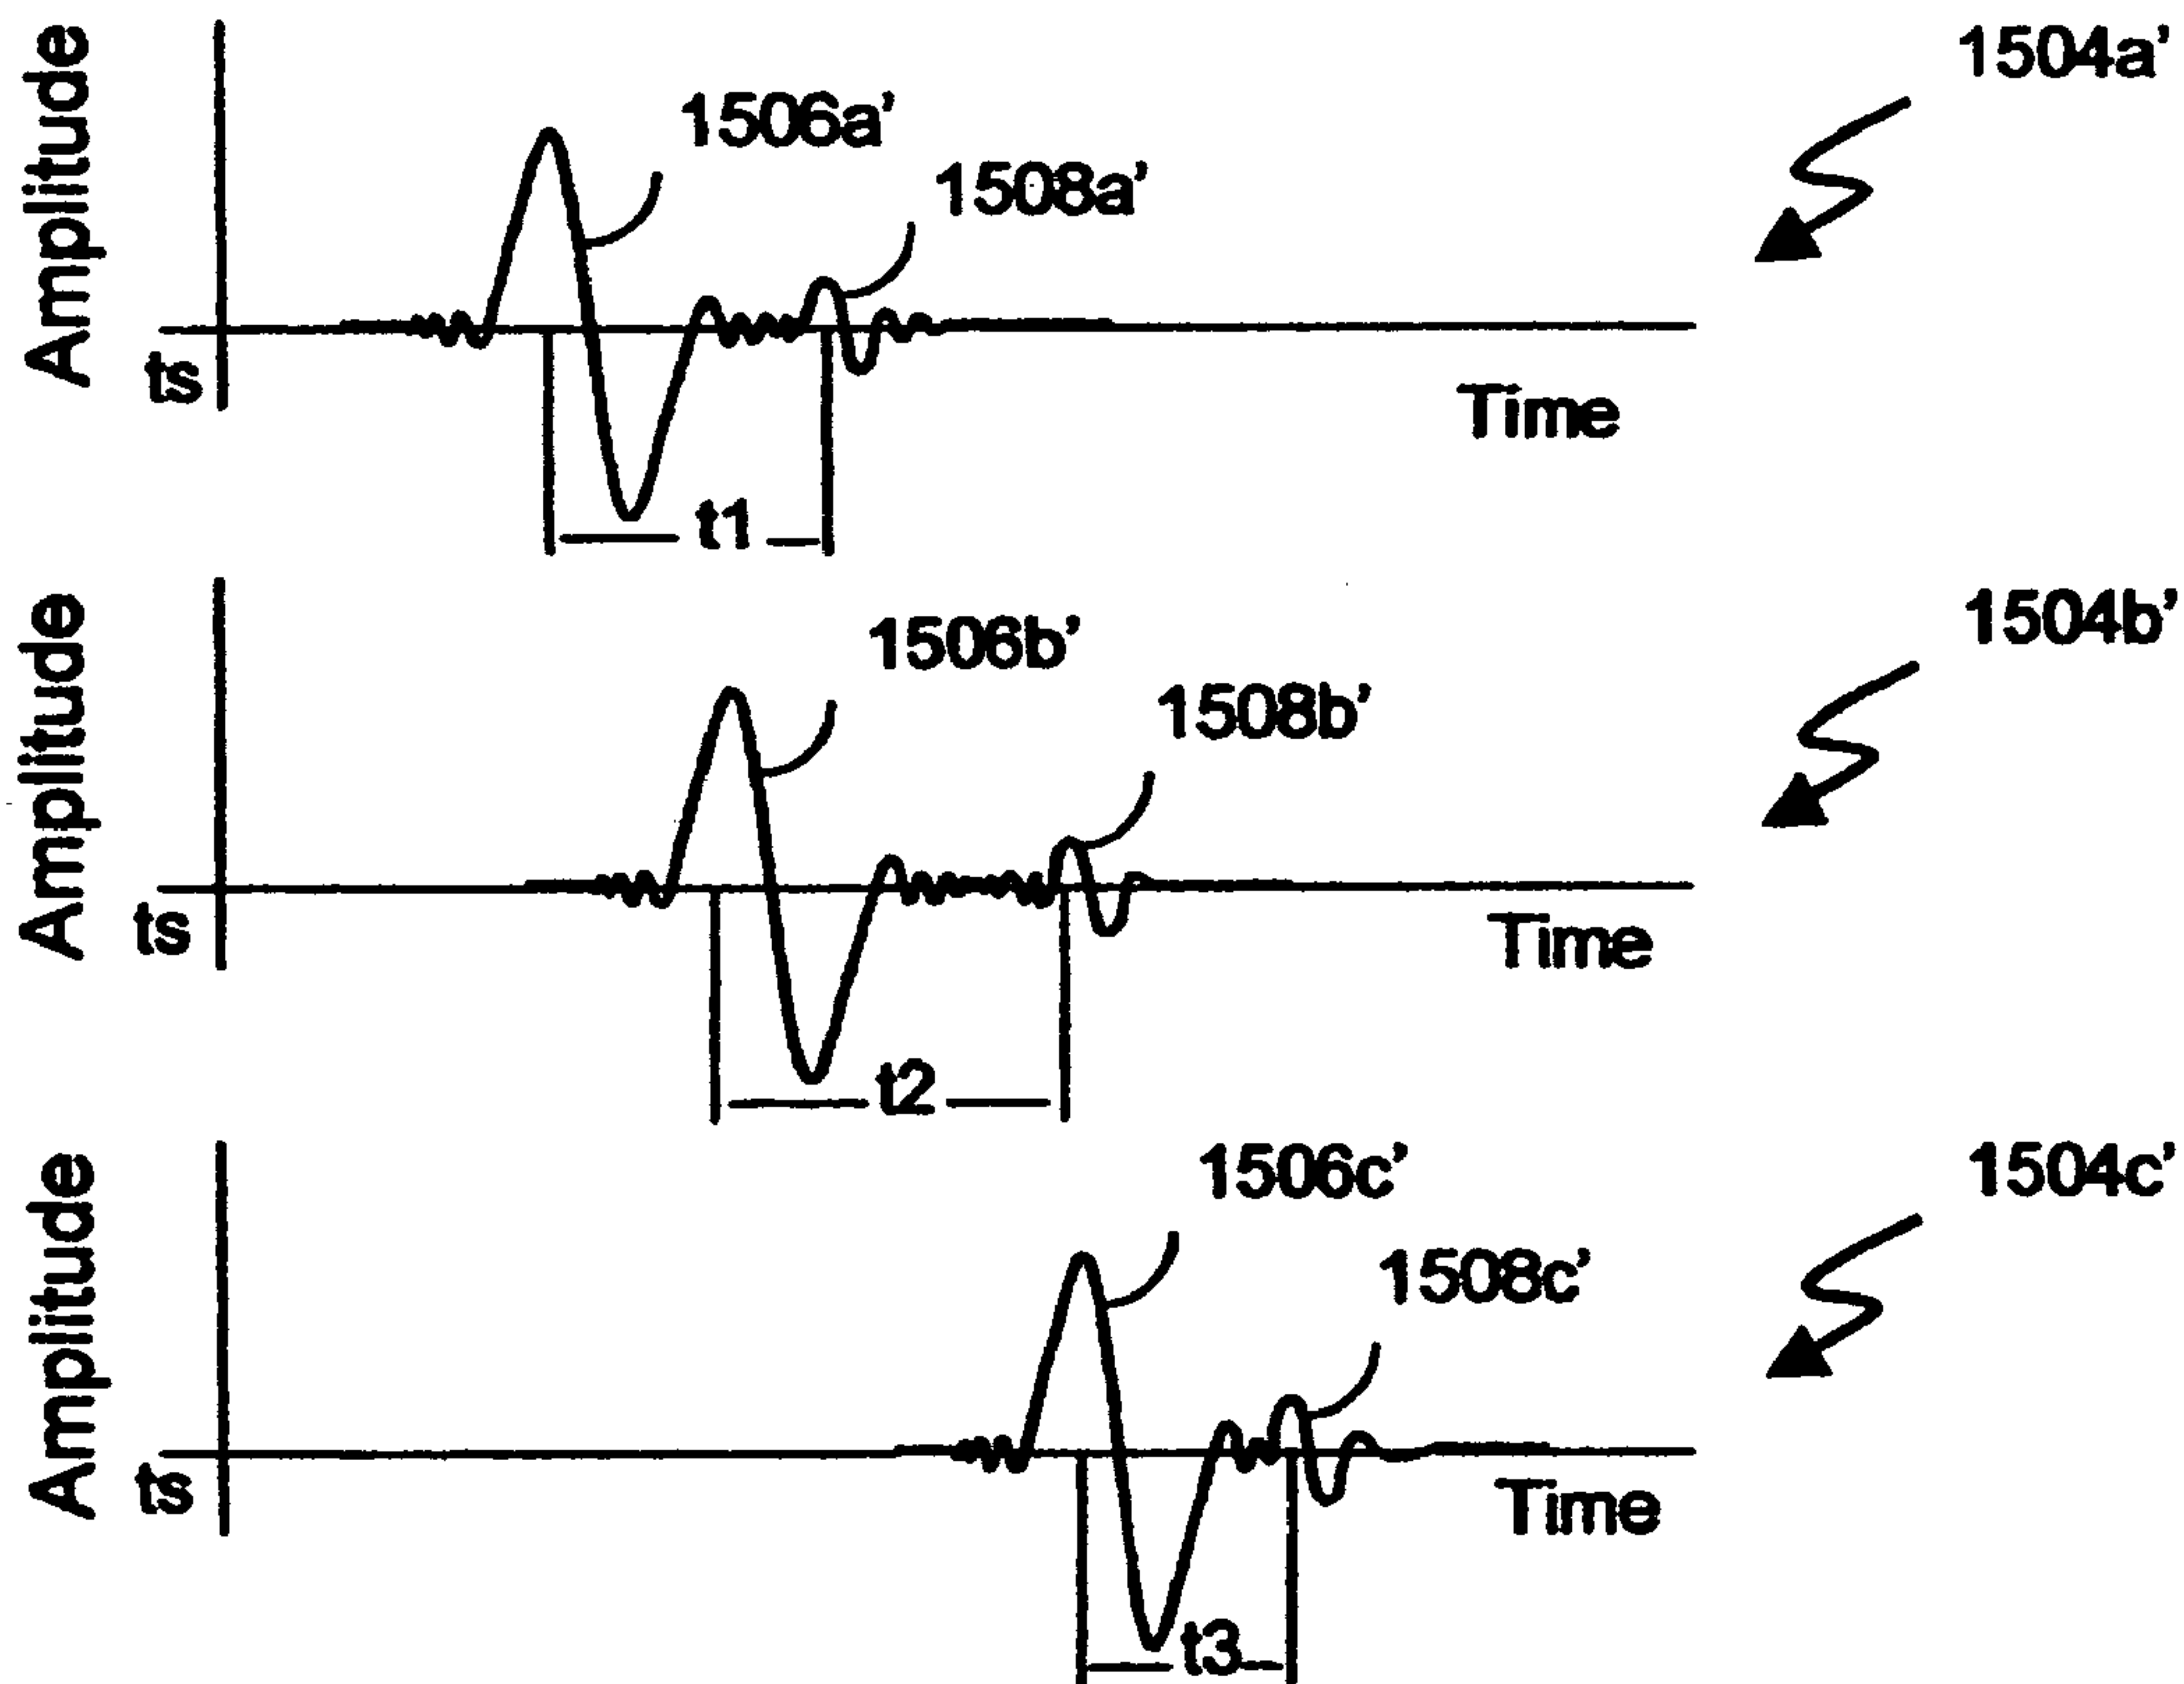 Amplitude
1504a’
1506a’
1508a’
ts
Time
t1
Amplitude
1504b’
1506b’
1508b’
ts
Time
t2
Amplitude
1504c’
1506c’
1508c’
ts
Time
t3